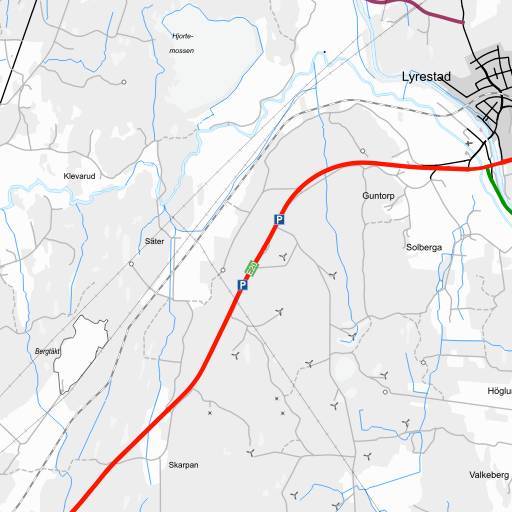 Hjorte-
mossen
Lyrestad
Klevarud
Guntorp
P
Säter
Solberga
P
Bergtäkt
Höglu
Skarpan
Valkeberg